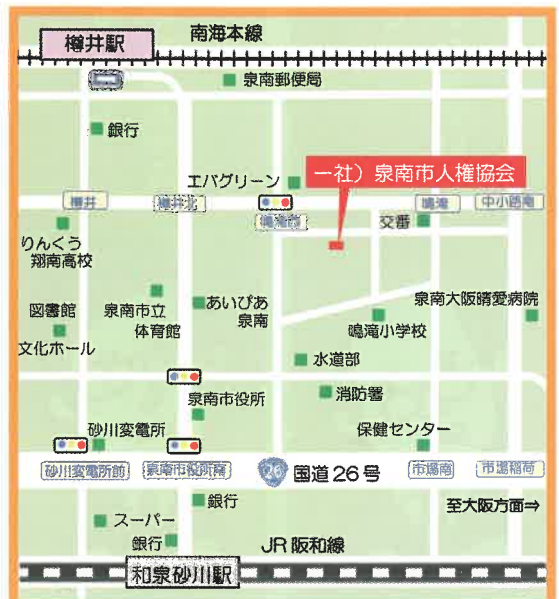 樽井駅
南海本線
泉南郵便局
銀行
エバグリーン
一社）泉南市人権協会
樽井
樽井北
鳴滝西
交番
鳴滝
中小路南
りんくう
翔南高校
図書館
文化ホール
泉南市立
体育館
あいぴあ
泉南
鳴滝小学校
泉南大阪晴愛病院
水道部
消防署
泉南市役所
砂川変電所
保健センター
砂川変電所前
泉南市役所南
26
国道26号
市場南
市場稲荷
至大阪方面⇒
銀行
スーパー
銀行
JR阪和線
和泉砂川駅